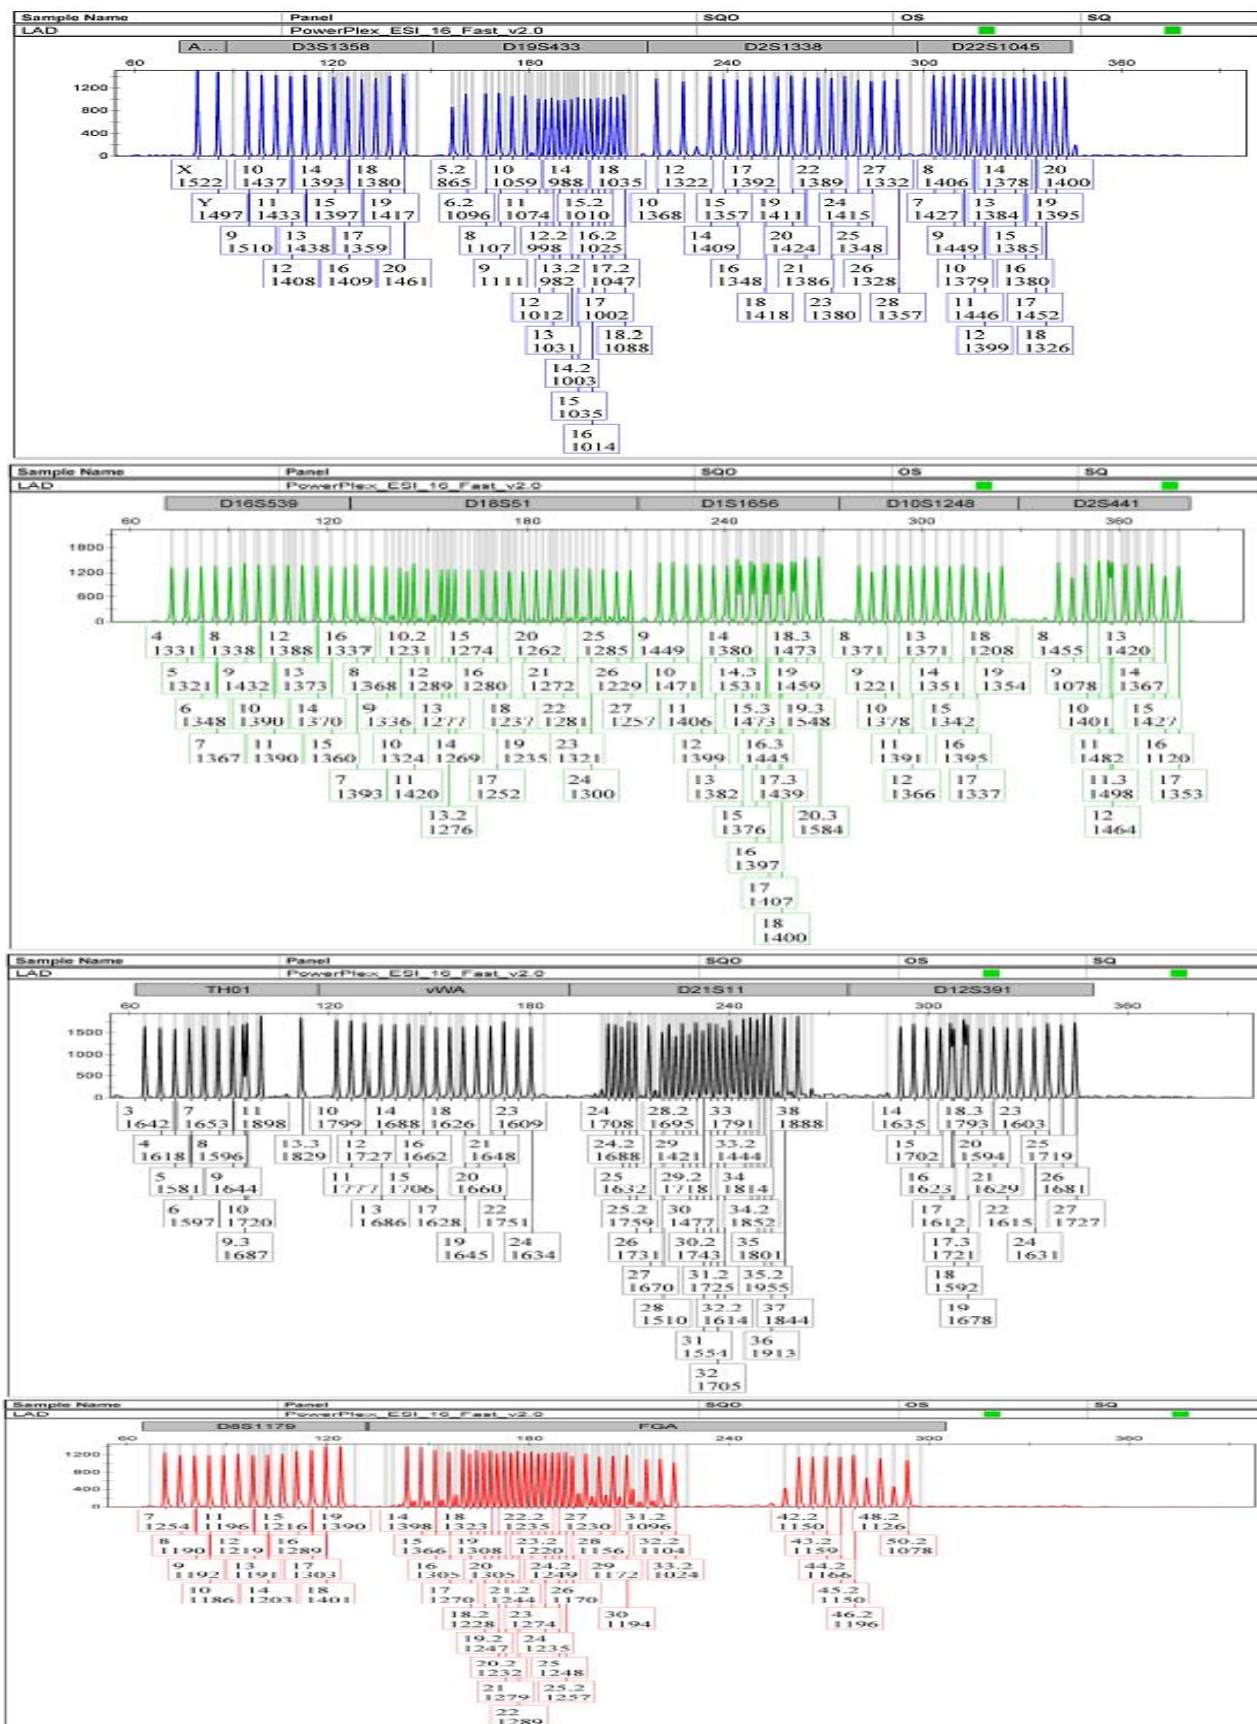 Sample Name Panel SQO OS SQ
LAD PowerPlex_ESI_16_Fast_v2.0
A... D3S1358 D19S433 D2S1338 D22S1045
60 120 180 240 300 360
1200
800
400
0
X 10 14 18 5.2 10 14 18 12 17 22 27 8 14 20
1522 1437 1393 1380 865 1059 988 1035 1322 1392 1389 1332 1406 1378 1400
Y 11 15 19 6.2 11 15.2 10 15 19 24 7 13 19
1497 1433 1397 1417 1096 1074 1010 1368 1357 1411 1415 1427 1384 1395
9 13 17 8 12.2 16.2 14 20 25 9 15
1510 1438 1359 1107 998 1025 1409 1424 1348 1449 1385
12 16 20 9 13.2 17.2 16 21 26 10 16
1408 1409 1461 1111 982 1047 1348 1386 1328 1379 1380
12 17 18 23 28 11 17
1012 1002 1418 1380 1357 1446 1452
13 18.2 12 18
1031 1088 1399 1326
14.2
1003
15
1035
16
1014
Sample Name Panel SQO OS SQ
LAD PowerPlex_ESI_16_Fast_v2.0
D16S539 D18S51 D1S1656 D10S1248 D2S441
60 120 180 240 300 360
1800
1200
600
0
4 8 12 16 10.2 15 20 25 9 14 18.3 8 13 18 8 13
1331 1338 1388 1337 1231 1274 1262 1285 1449 1380 1473 1371 1371 1208 1455 1420
5 9 13 8 12 16 21 26 10 14.3 19 9 14 19 9 14
1321 1432 1373 1368 1289 1280 1272 1229 1471 1531 1459 1221 1351 1354 1078 1367
6 10 14 9 13 18 22 27 11 15.3 19.3 10 15 10 15
1348 1390 1370 1336 1277 1237 1281 1257 1406 1473 1548 1378 1342 1401 1427
7 11 15 10 14 19 23 12 16.3 11 16 11 16
1367 1390 1360 1324 1269 1235 1321 1399 1445 1391 1395 1482 1120
7 11 17 24 13 17.3 12 17 11.3 17
1393 1420 1252 1300 1382 1439 1366 1337 1498 1353
13.2 15 20.3 12
1276 1376 1584 1464
16
1397
17
1407
18
1400
Sample Name Panel SQO OS SQ
LAD PowerPlex_ESI_16_Fast_v2.0
TH01 vWA D21S11 D12S391
60 120 180 240 300 360
1500
1000
500
0
3 7 11 10 14 18 23 24 28.2 33 38 14 18.3 23
1642 1653 1898 1799 1688 1626 1609 1708 1695 1791 1888 1635 1793 1603
4 8 13.3 12 16 21 24.2 29 33.2 15 20 25
1618 1596 1829 1727 1662 1648 1688 1421 1444 1702 1594 1719
5 9 11 15 20 25 29.2 34 16 21 26
1581 1644 1777 1706 1660 1632 1718 1814 1623 1629 1681
6 10 13 17 22 25.2 30 34.2 17 22 27
1597 1720 1686 1628 1751 1759 1477 1852 1612 1615 1727
9.3 19 24 26 30.2 35 17.3 24
1687 1645 1634 1731 1743 1801 1721 1631
27 31.2 35.2 18
1670 1725 1955 1592
28 32.2 37 19
1510 1614 1844 1678
31 36
1554 1913
32
1705
Sample Name Panel SQO OS SQ
LAD PowerPlex_ESI_16_Fast_v2.0
D8S1179 FGA
60 120 180 240 300 360
1200
800
400
0
7 11 15 19 14 18 22.2 27 31.2 42.2 48.2
1254 1196 1216 1390 1398 1323 1235 1230 1096 1150 1126
8 12 16 15 19 23.2 28 32.2 43.2 50.2
1190 1219 1289 1366 1308 1220 1156 1104 1159 1078
9 13 17 16 20 24.2 29 33.2 44.2
1192 1191 1303 1305 1305 1249 1172 1024 1166
10 14 18 17 21.2 26 45.2
1186 1203 1401 1270 1244 1170 1150
18.2 23 30 46.2
1228 1274 1194 1196
19.2 24
1247 1235
20.2 25
1232 1248
21 25.2
1279 1257
22
1289